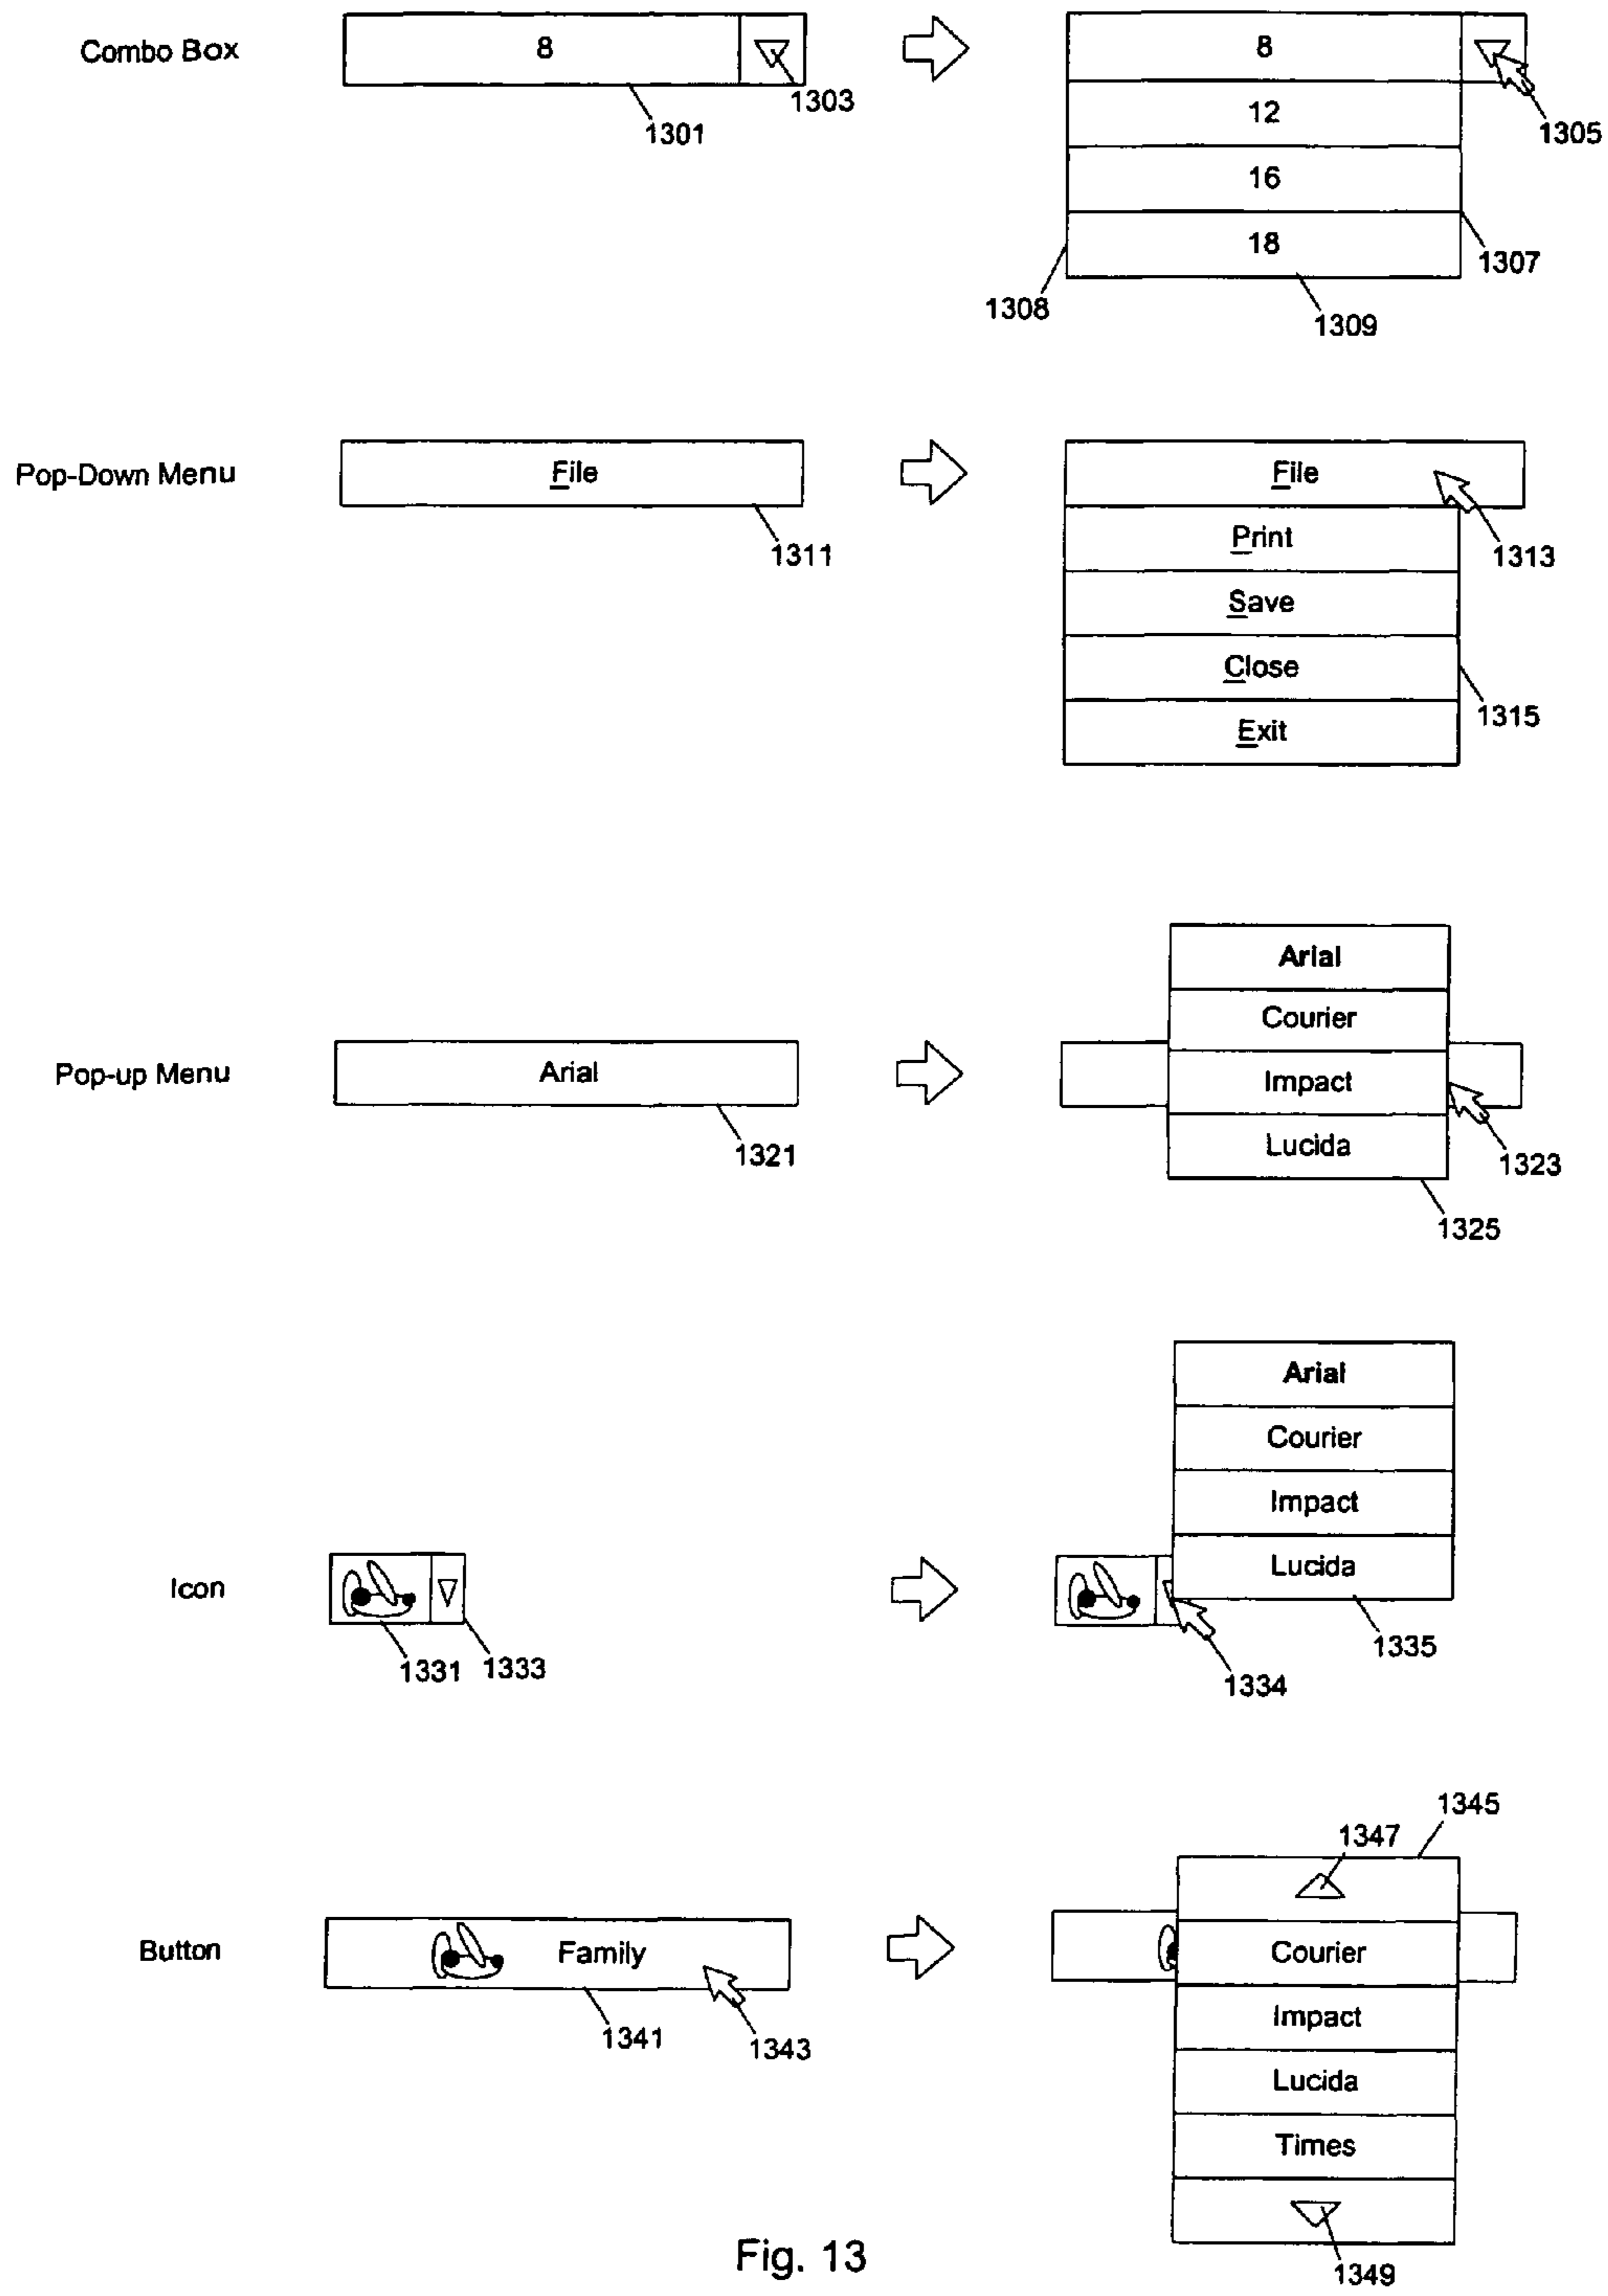 Combo Box
8
1303
1301
8
12
16
18
1305
1307
1308
1309
Pop-Down Menu
File
1311
File
Print
Save
Close
Exit
1313
1315
Pop-up Menu
Arial
1321
Arial
Courier
Impact
Lucida
1323
1325
Icon
1331 1333
Arial
Courier
Impact
Lucida
1335
1334
Button
Family
1341
1343
1345
1347
Courier
Impact
Lucida
Times
1349
Fig. 13